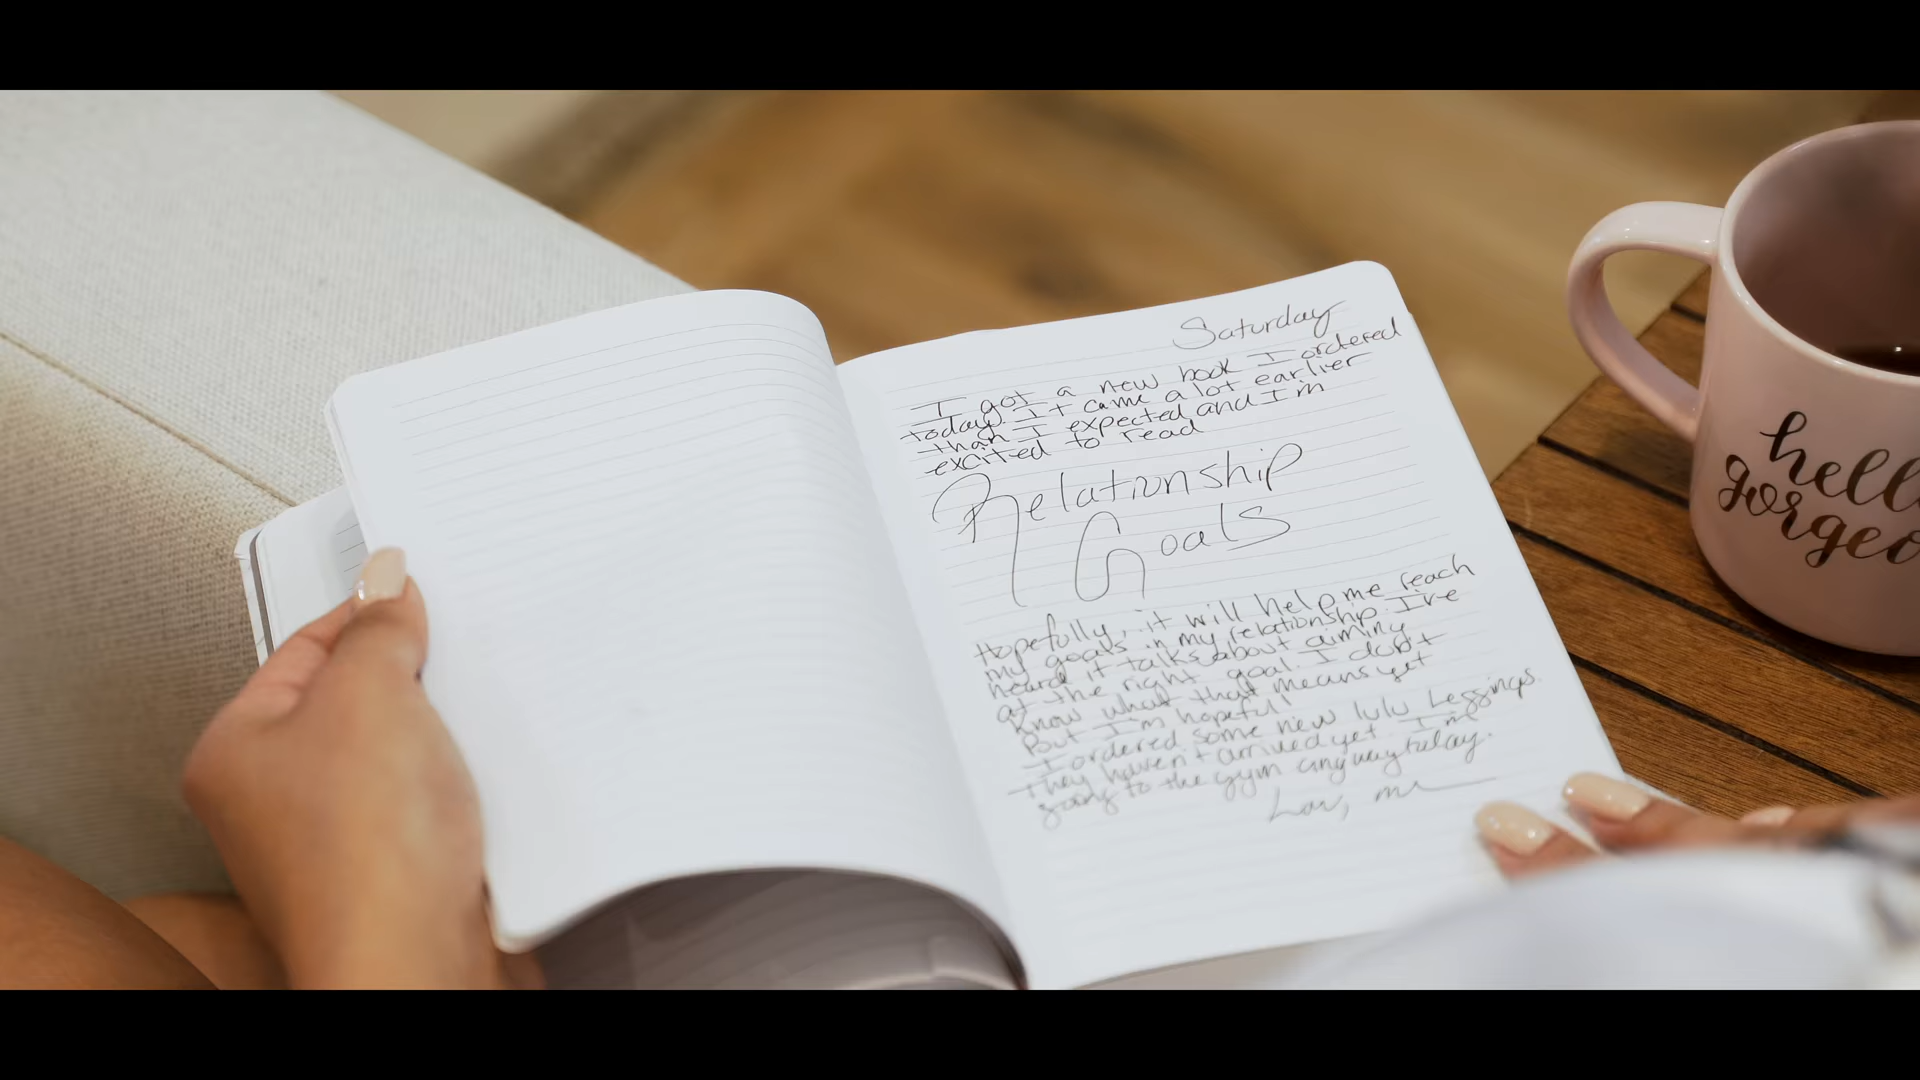 Saturday
I got a new book I ordered
today. It came a lot earlier
than I expected and I'm
excited to read
Relationship
Goals
Hopefully, it will help me reach
my goals in my relationship. I've
heard it talks about aiming
at the right goal. I don't
know what that means yet
but I'm hopeful!
I ordered some new lulu leggings.
They haven't arrived yet. I'm
going to the gym anyway today.
Love, me
hell
gorgeo